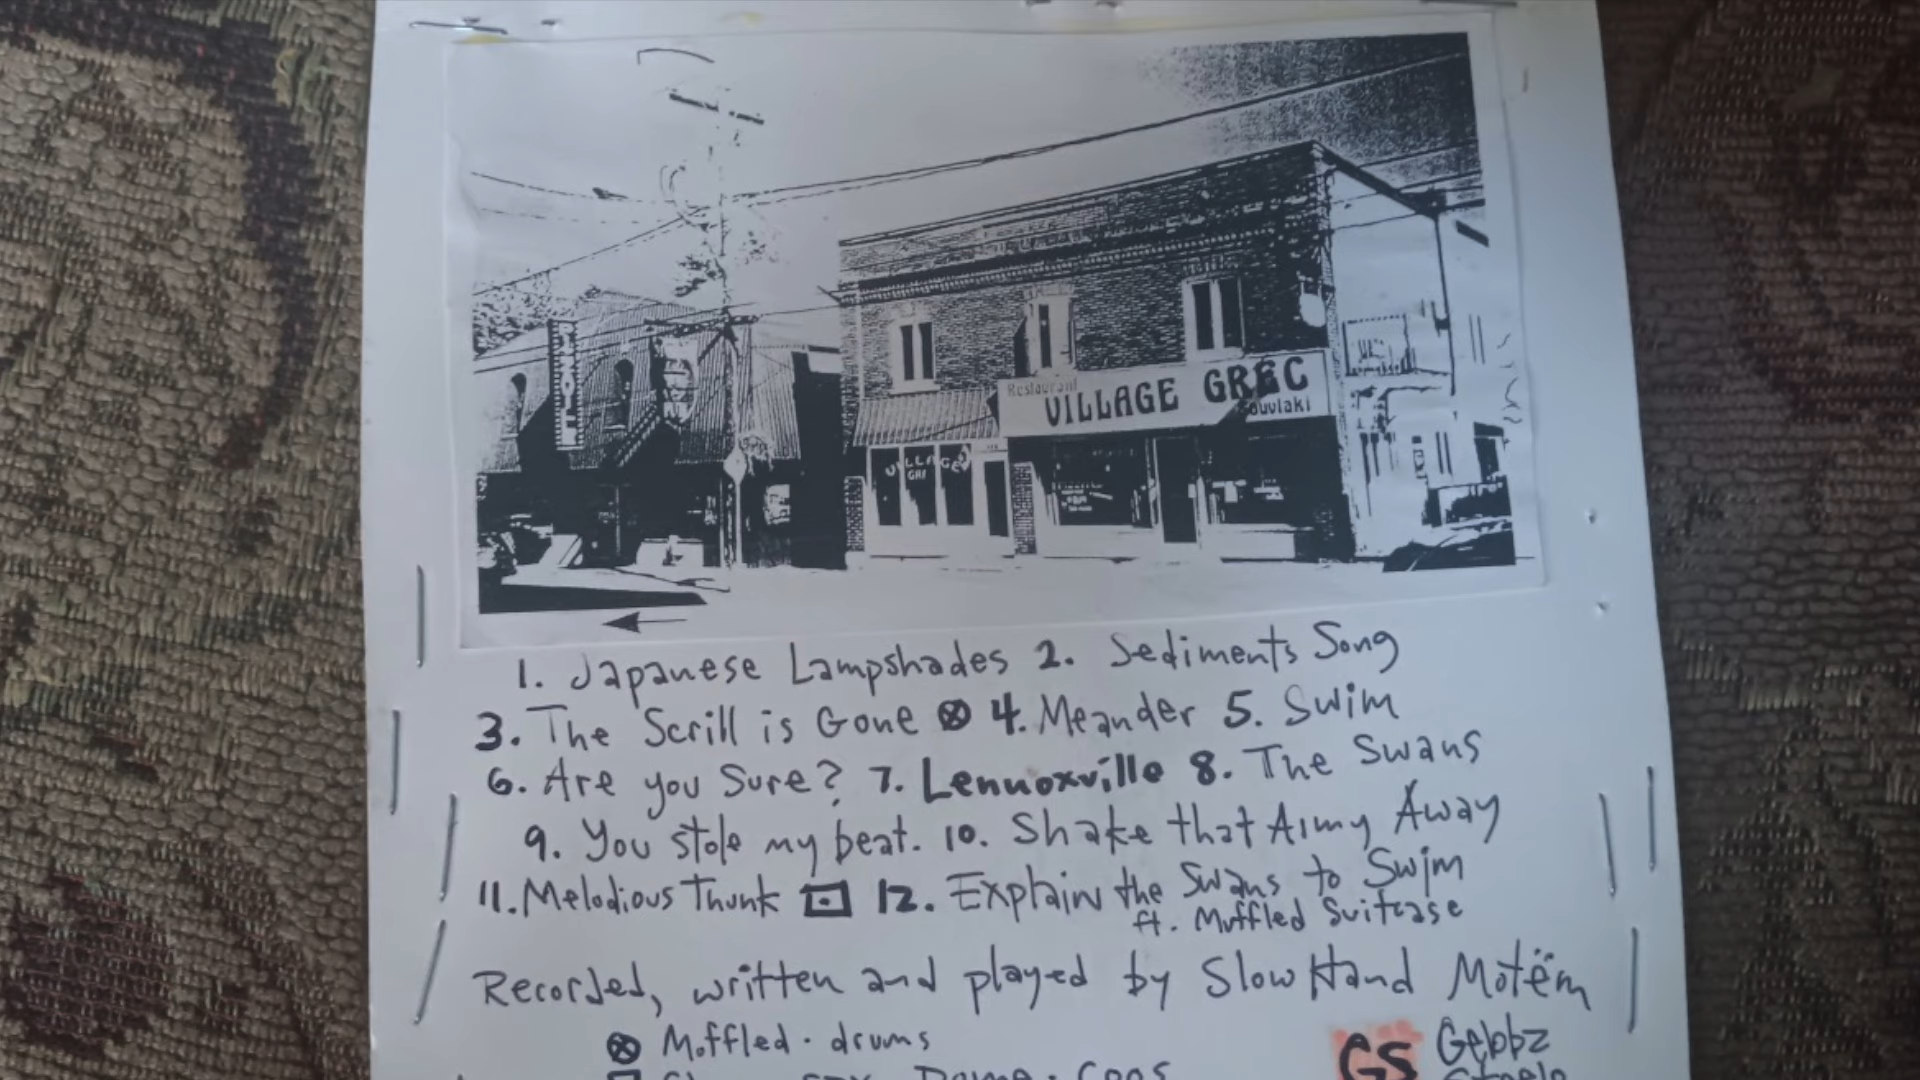 Restaurant
VILLAGE GREC
Souvlaki
VILLAGE
1. Japanese Lampshades 2. Sediments Song
3. The Scrill is Gone ⊗ 4. Meander 5. Swim
6. Are you Sure? 7. Lennoxville 8. The Swans
9. You stole my beat. 10. Shake that Army Away
11. Melodious Thunk ⊡ 12. Explain the Swans to Swim
ft. Muffled Suitcase
Recorded, written and played by Slow Hand Motëm
⊗ Moffled · drums
GS Gebbz